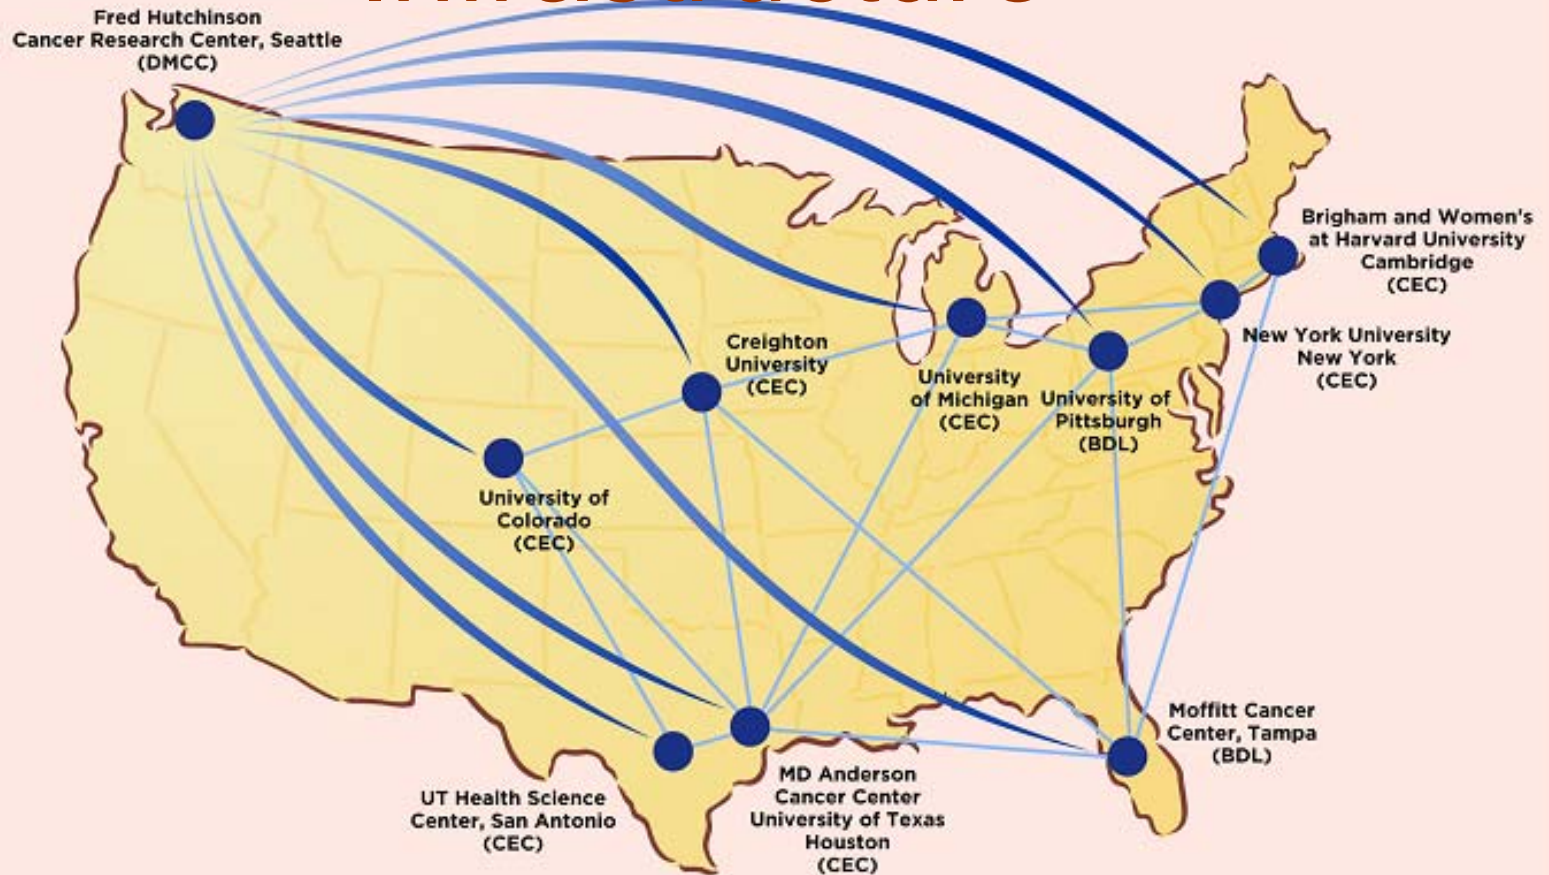 Fred Hutchinson
Cancer Research Center, Seattle
(DMCC)
Brigham and Women's
at Harvard University
Cambridge
(CEC)
New York University
New York
(CEC)
Creighton
University
(CEC)
University
of Michigan
(CEC)
University of
Pittsburgh
(BDL)
University of
Colorado
(CEC)
Moffitt Cancer
Center, Tampa
(BDL)
MD Anderson
Cancer Center
University of Texas
Houston
(CEC)
UT Health Science
Center, San Antonio
(CEC)